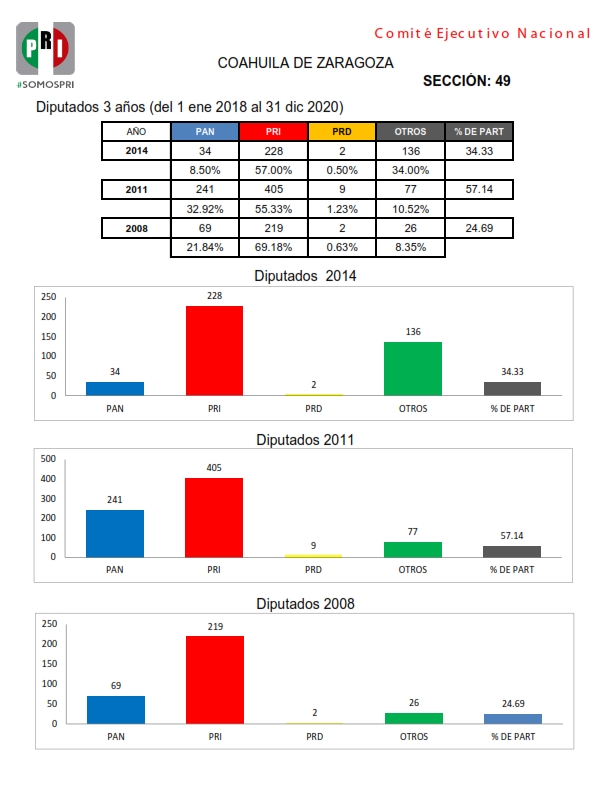 Comité Ejecutivo Nacional
PRI
#SOMOSPRI
COAHUILA DE ZARAGOZA
SECCIÓN: 49
Diputados 3 años (del 1 ene 2018 al 31 dic 2020)
AÑO PAN PRI PRD OTROS % DE PART
2014 34 228 2 136 34.33
8.50% 57.00% 0.50% 34.00%
2011 241 405 9 77 57.14
32.92% 55.33% 1.23% 10.52%
2008 69 219 2 26 24.69
21.84% 69.18% 0.63% 8.35%
Diputados 2014
250
200
150
100
50
0
34 228 2 136 34.33
PAN PRI PRD OTROS % DE PART
Diputados 2011
500
400
300
200
100
0
241 405 9 77 57.14
PAN PRI PRD OTROS % DE PART
Diputados 2008
250
200
150
100
50
0
69 219 2 26 24.69
PAN PRI PRD OTROS % DE PART